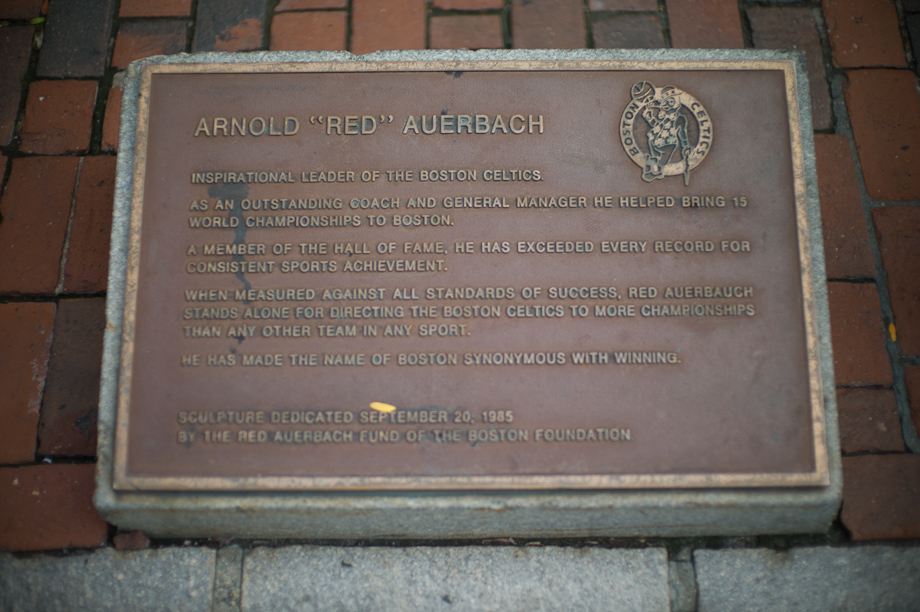 ARNOLD "RED" AUERBACH
BOSTON CELTICS
INSPIRATIONAL LEADER OF THE BOSTON CELTICS.
AS AN OUTSTANDING COACH AND GENERAL MANAGER HE HELPED BRING 15
WORLD CHAMPIONSHIPS TO BOSTON.
A MEMBER OF THE HALL OF FAME, HE HAS EXCEEDED EVERY RECORD FOR
CONSISTENT SPORTS ACHIEVEMENT.
WHEN MEASURED AGAINST ALL STANDARDS OF SUCCESS, RED AUERBAUCH
STANDS ALONE FOR DIRECTING THE BOSTON CELTICS TO MORE CHAMPIONSHIPS
THAN ANY OTHER TEAM IN ANY SPORT.
HE HAS MADE THE NAME OF BOSTON SYNONYMOUS WITH WINNING.
SCULPTURE DEDICATED SEPTEMBER 20, 1985
BY THE RED AUERBACH FUND OF THE BOSTON FOUNDATION